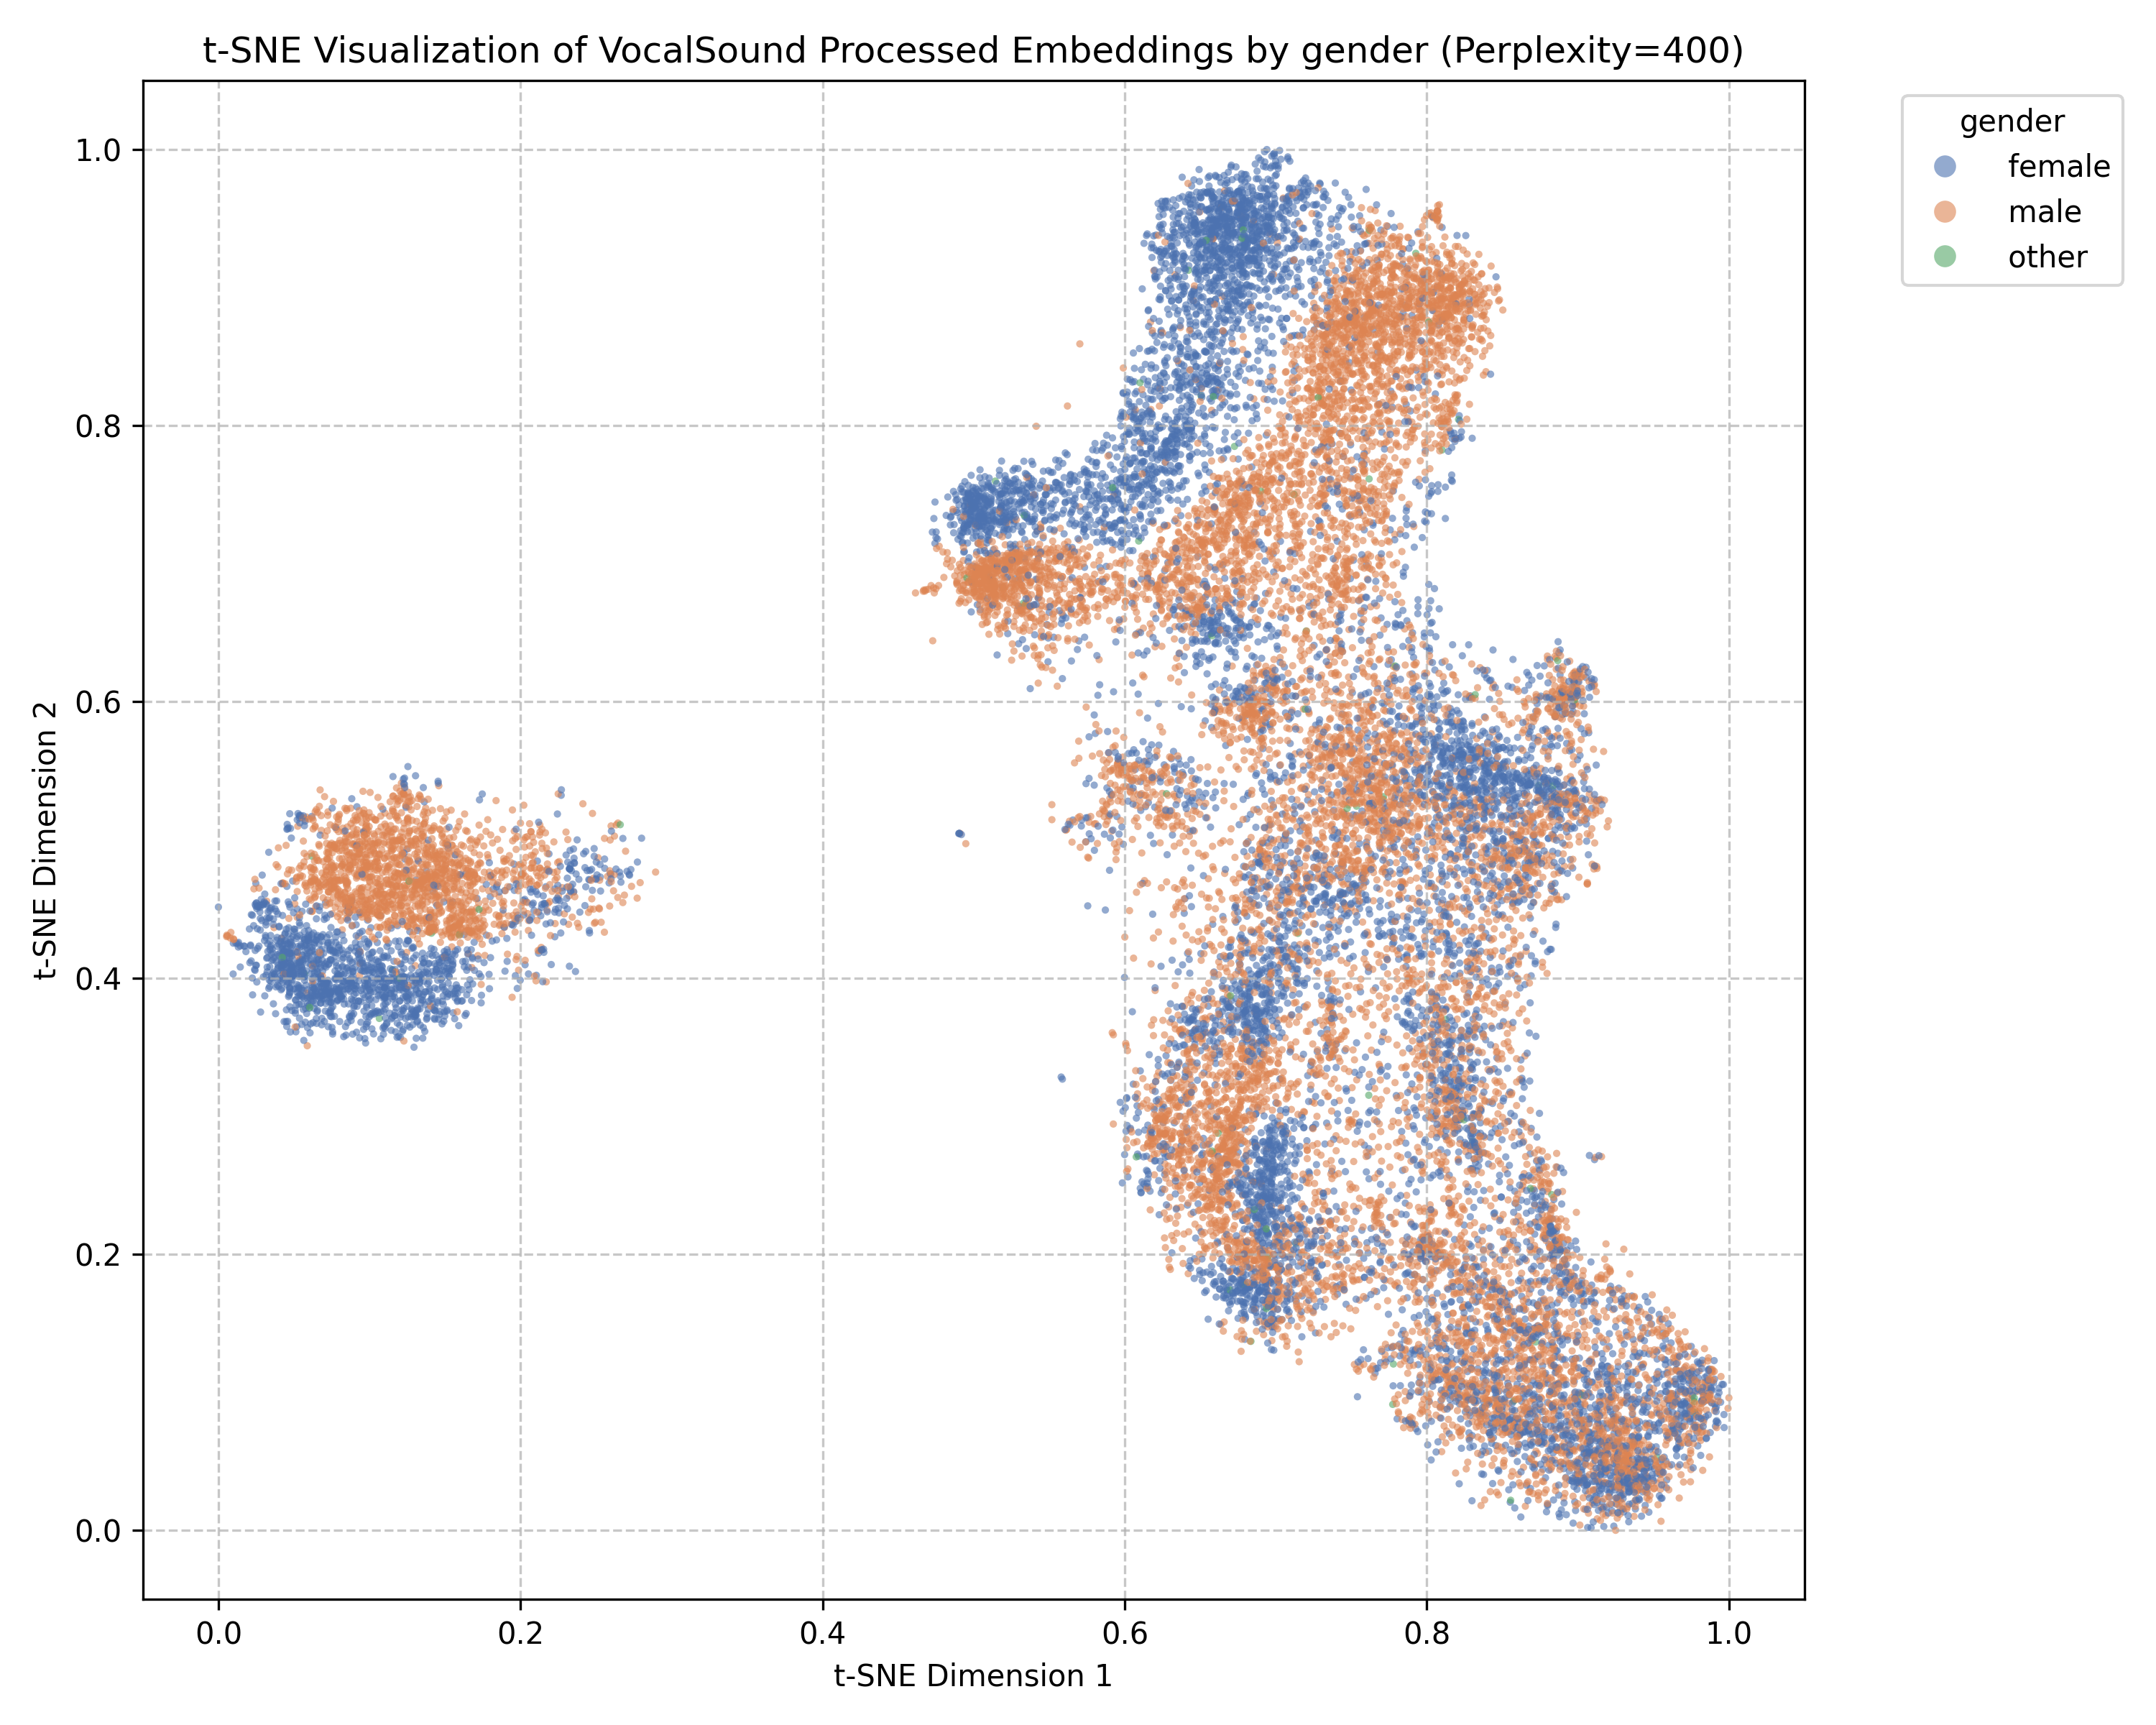 t-SNE Visualization of VocalSound Processed Embeddings by gender (Perplexity=400)
gender
female
male
other
t-SNE Dimension 2
1.0
0.8
0.6
0.4
0.2
0.0
0.0 0.2 0.4 0.6 0.8 1.0
t-SNE Dimension 1